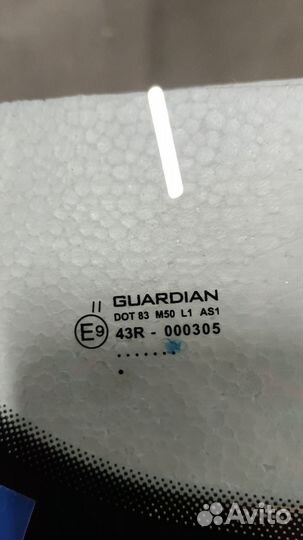 II GUARDIAN
DOT 83 M50 L1 AS1
E9 43R - 000305
.......
.
Avito